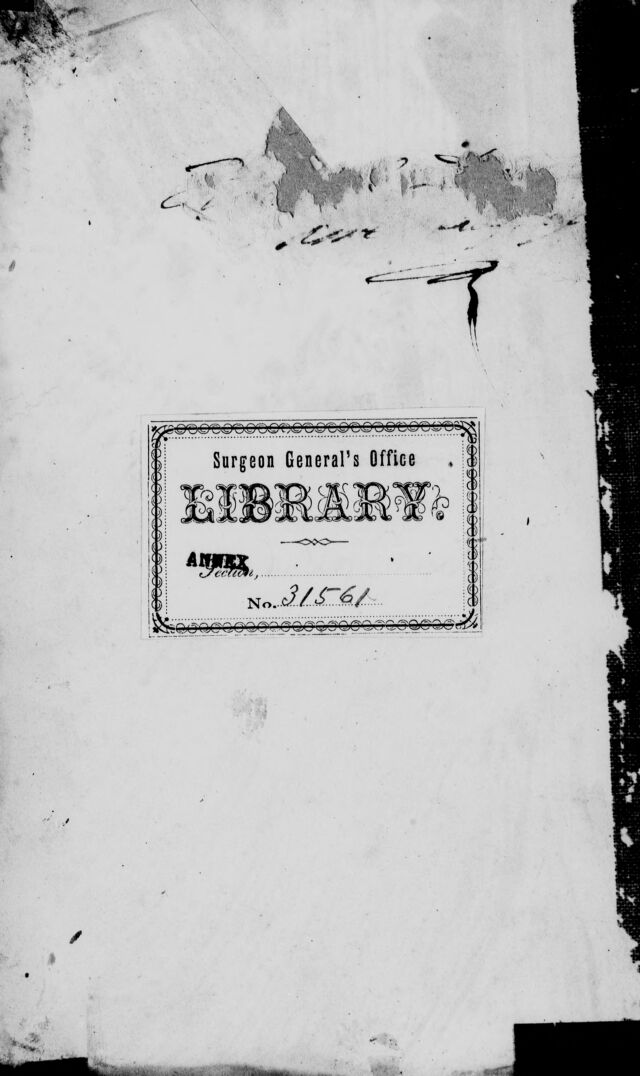 Surgeon General's Office
LIBRARY.
ANNEX
Section,
No. 31561